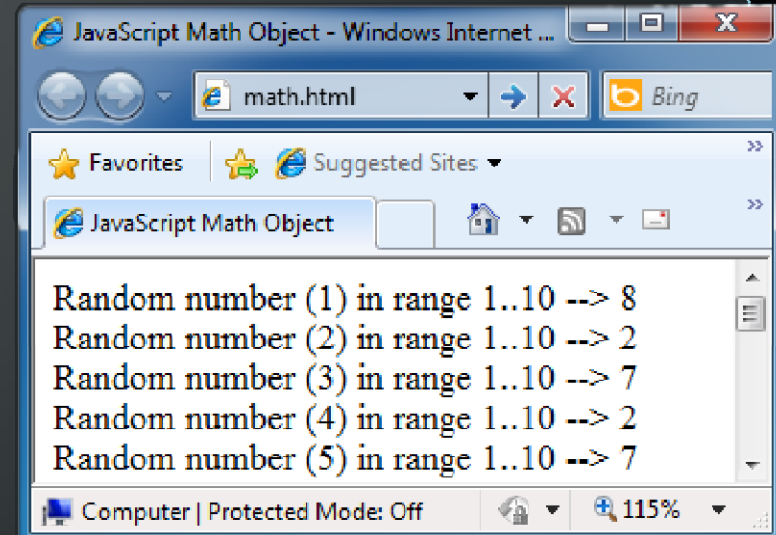 JavaScript Math Object - Windows Internet ...
math.html
Bing
Favorites
Suggested Sites
JavaScript Math Object
Random number (1) in range 1..10 --> 8
Random number (2) in range 1..10 --> 2
Random number (3) in range 1..10 --> 7
Random number (4) in range 1..10 --> 2
Random number (5) in range 1..10 --> 7
Computer | Protected Mode: Off
115%